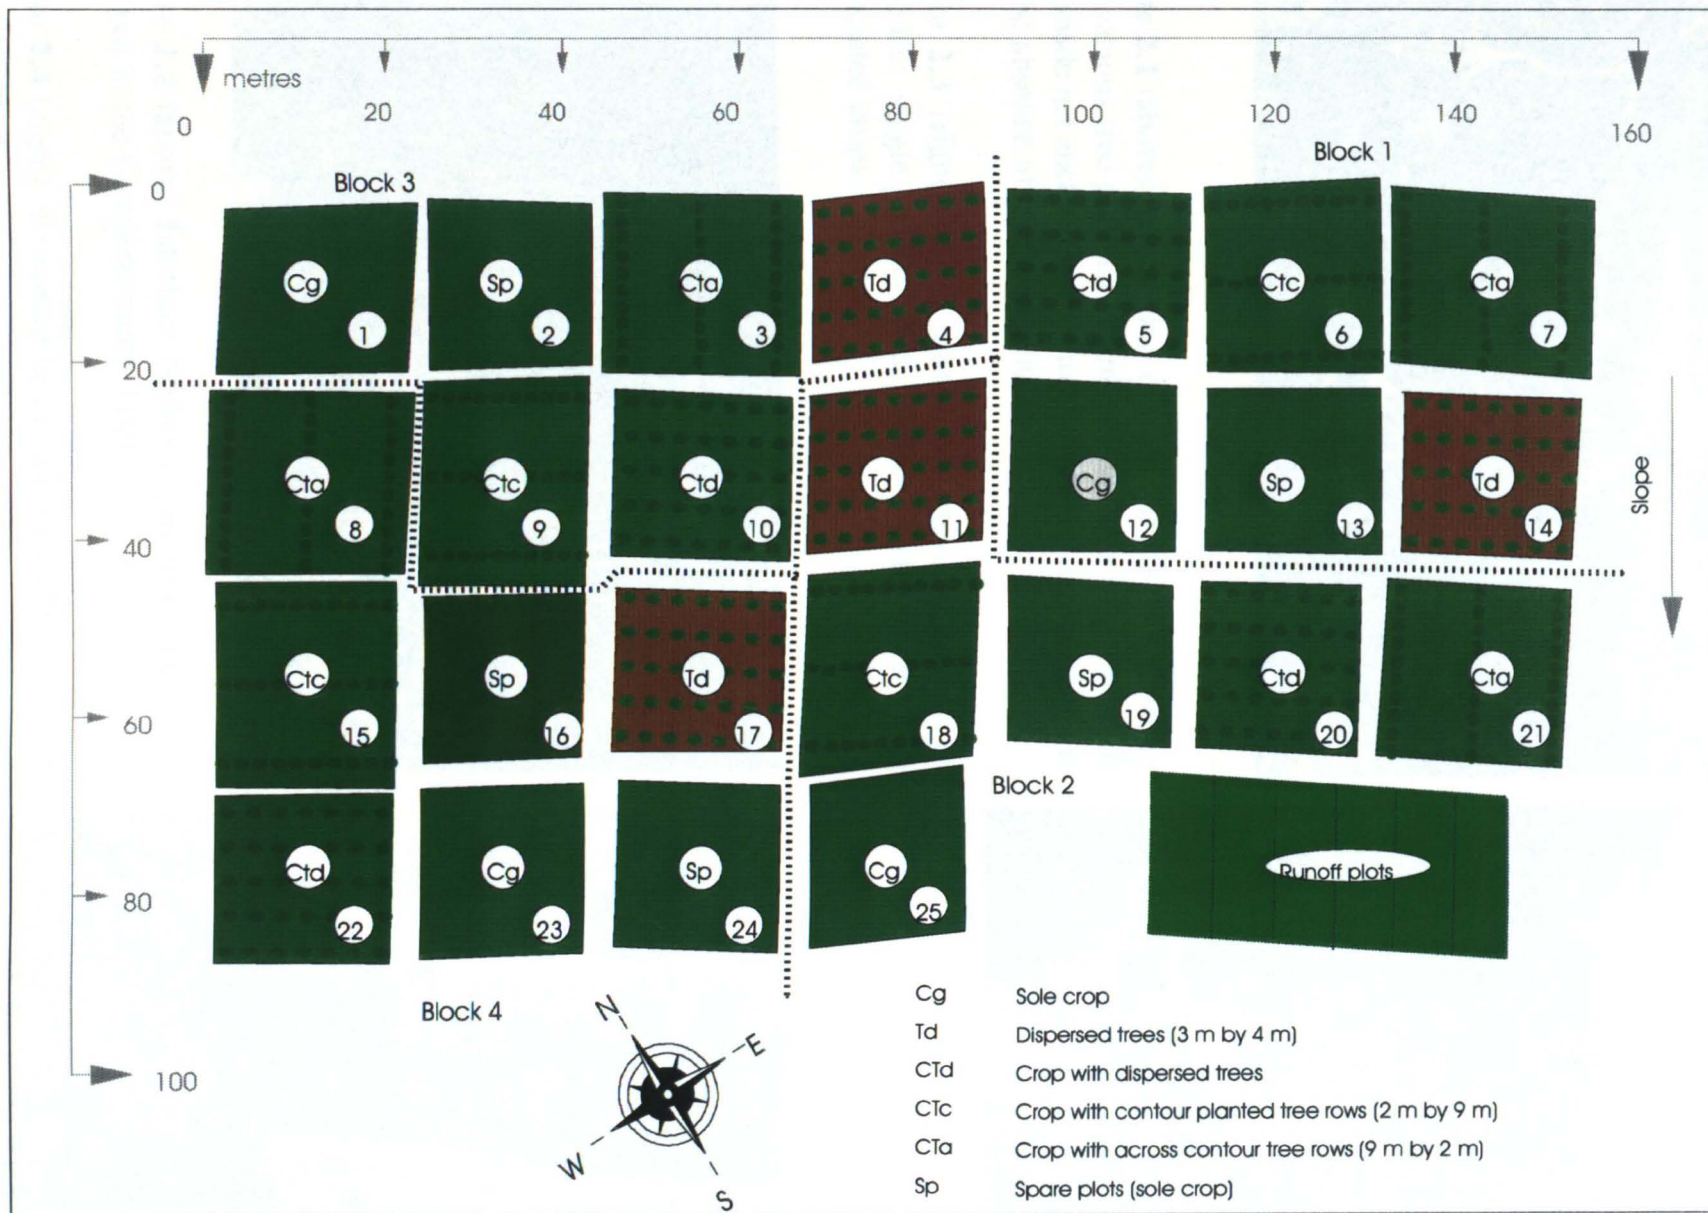 metres
0 20 40 60 80 100 120 140 160
Block 1
Block 3
0
Cg Sp Cta Td Ctd Ctc Cta
1 2 3 4 5 6 7
20
Cta Ctc Ctd Td Cg Sp Td
8 9 10 11 12 13 14
Slope
40
Ctc Sp Td Ctc Sp Ctd Cta
15 16 17 18 19 20 21
60
Block 2
Ctd Cg Sp Cg Runoff plots
22 23 24 25
80
Block 4
N
E
W
S
100
Cg Sole crop
Td Dispersed trees (3 m by 4 m)
CTd Crop with dispersed trees
CTc Crop with contour planted tree rows (2 m by 9 m)
CTa Crop with across contour tree rows (9 m by 2 m)
Sp Spare plots (sole crop)